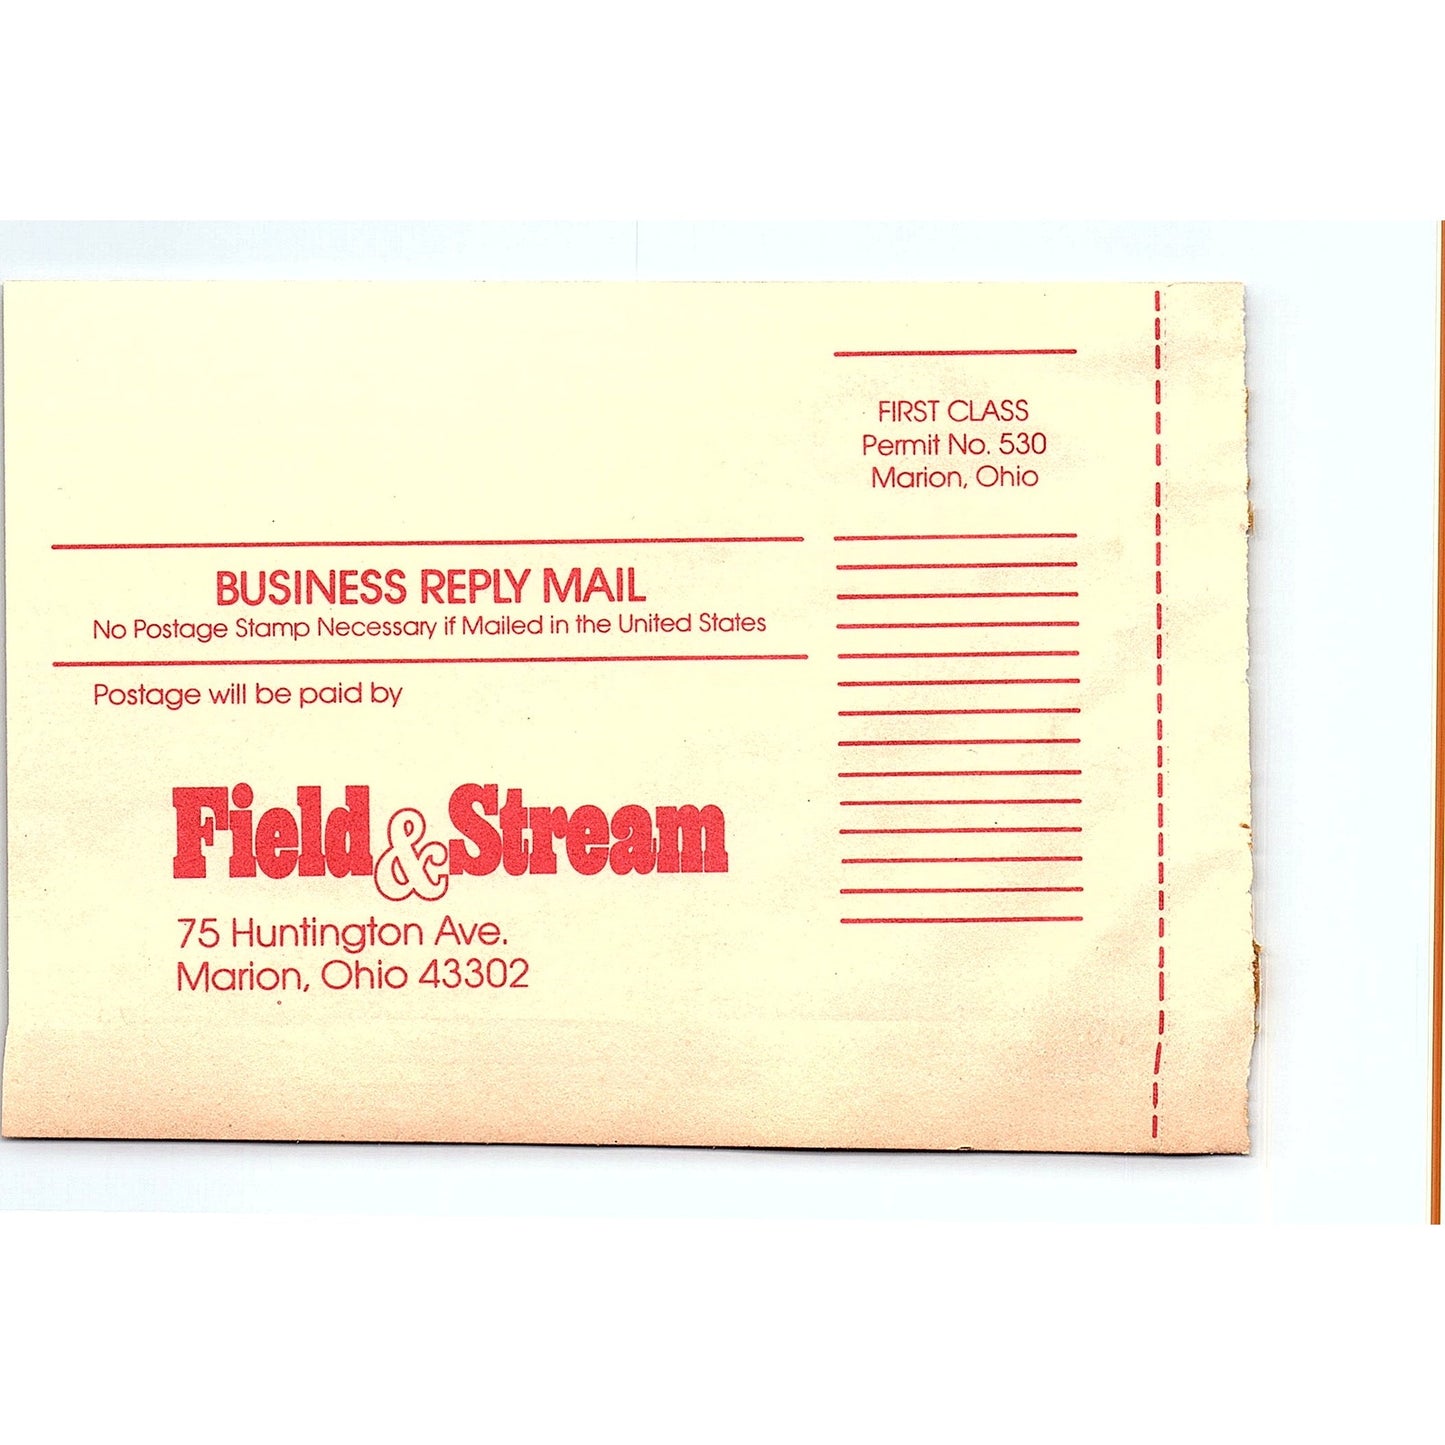 FIRST CLASS
Permit No. 530
Marion, Ohio
BUSINESS REPLY MAIL
No Postage Stamp Necessary if Mailed in the United States
Postage will be paid by
Field & Stream
75 Huntington Ave.
Marion, Ohio 43302